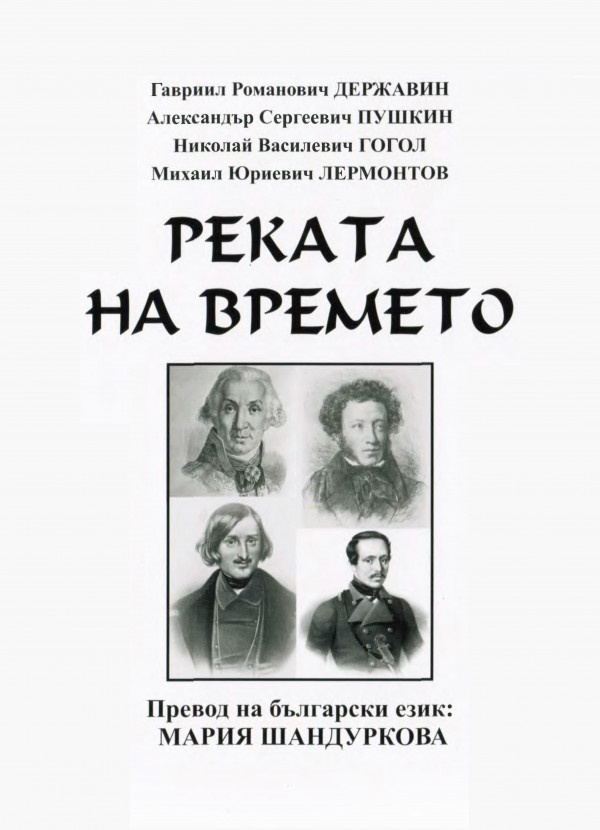 Гавриил Романович ДЕРЖАВИН
Александър Сергеевич ПУШКИН
Николай Василевич ГОГОЛ
Михаил Юриевич ЛЕРМОНТОВ
РЕКАТА
НА ВРЕМЕТО
Превод на български език:
МАРИЯ ШАНДУРКОВА